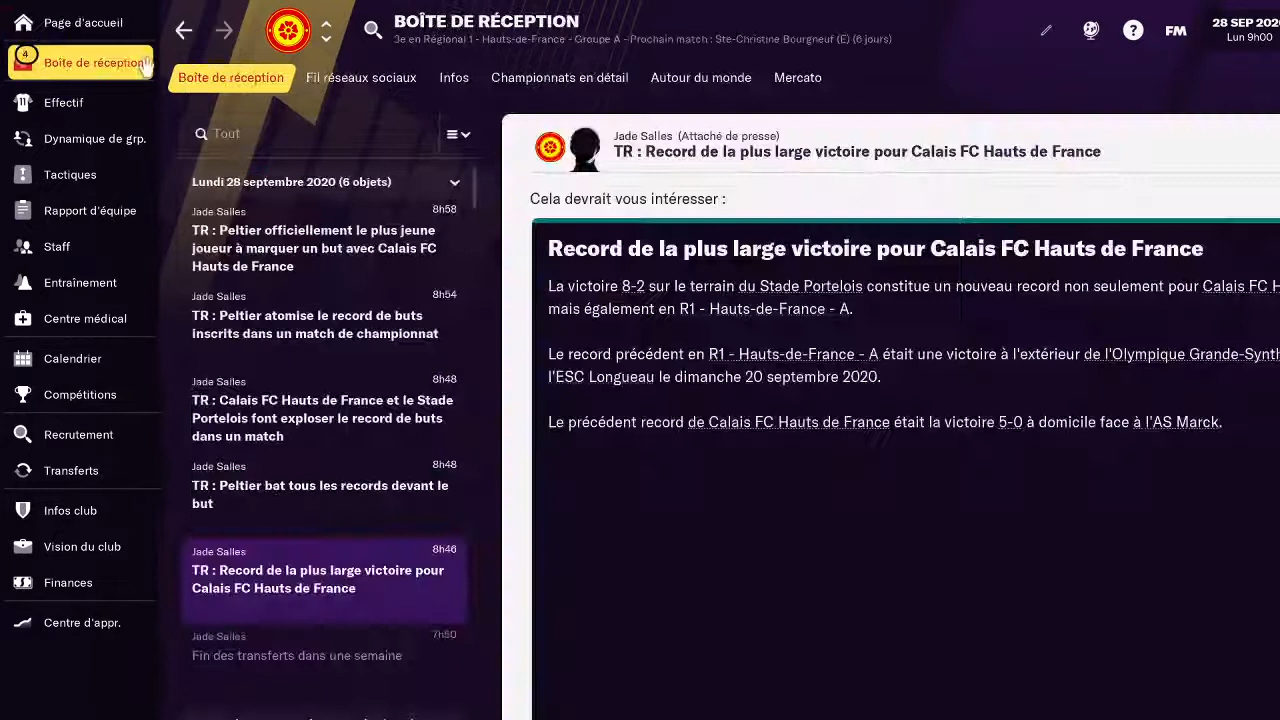 Page d'accueil
4
Boîte de réception
Effectif
Dynamique de grp.
Tactiques
Rapport d'équipe
Staff
Entraînement
Centre médical
Calendrier
Compétitions
Recrutement
Transferts
Infos club
Vision du club
Finances
Centre d'appr.
BOÎTE DE RÉCEPTION
3e en Régional 1 - Hauts-de-France - Groupe A - Prochain match : Ste-Christine Bourgneuf (E) (6 jours)
?
FM
28 SEP 2020
Lun 9h00
Boîte de réception
Fil réseaux sociaux
Infos
Championnats en détail
Autour du monde
Mercato
Tout
Lundi 28 septembre 2020 (6 objets)
Jade Salles 8h58
TR : Peltier officiellement le plus jeune
joueur à marquer un but avec Calais FC
Hauts de France
Jade Salles 8h54
TR : Peltier atomise le record de buts
inscrits dans un match de championnat
Jade Salles 8h48
TR : Calais FC Hauts de France et le Stade
Portelois font exploser le record de buts
dans un match
Jade Salles 8h48
TR : Peltier bat tous les records devant le
but
Jade Salles 8h46
TR : Record de la plus large victoire pour
Calais FC Hauts de France
Jade Salles 7h50
Fin des transferts dans une semaine
Jade Salles (Attaché de presse)
TR : Record de la plus large victoire pour Calais FC Hauts de France
Cela devrait vous intéresser :
Record de la plus large victoire pour Calais FC Hauts de France
La victoire 8-2 sur le terrain du Stade Portelois constitue un nouveau record non seulement pour Calais FC H
mais également en R1 - Hauts-de-France - A.
Le record précédent en R1 - Hauts-de-France - A était une victoire à l'extérieur de l'Olympique Grande-Synth
l'ESC Longueau le dimanche 20 septembre 2020.
Le précédent record de Calais FC Hauts de France était la victoire 5-0 à domicile face à l'AS Marck.